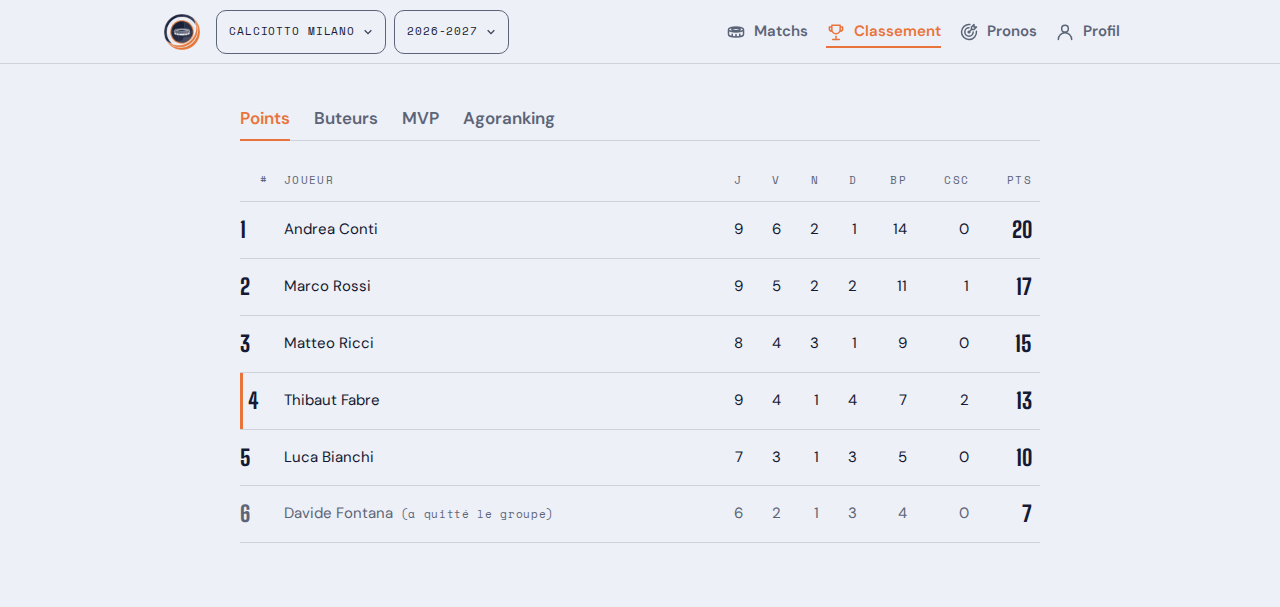 CALCIOTTO MILANO 2026-2027 Matchs Classement Pronos Profil
Points Buteurs MVP Agoranking
# JOUEUR J V N D BP CSC PTS
1 Andrea Conti 9 6 2 1 14 0 20
2 Marco Rossi 9 5 2 2 11 1 17
3 Matteo Ricci 8 4 3 1 9 0 15
4 Thibaut Fabre 9 4 1 4 7 2 13
5 Luca Bianchi 7 3 1 3 5 0 10
6 Davide Fontana (a quitté le groupe) 6 2 1 3 4 0 7